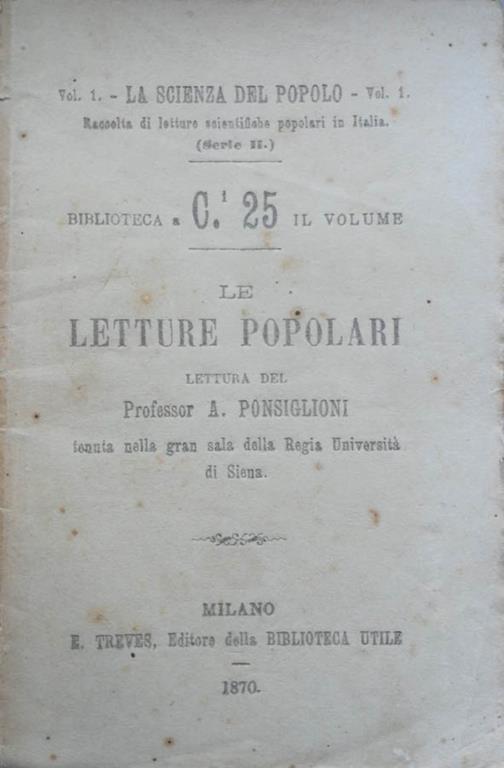 Vol. 1. - LA SCIENZA DEL POPOLO - Vol. 1.
Raccolta di letture scientifiche popolari in Italia.
(Serie II.)
BIBLIOTECA a C.i 25 IL VOLUME
LE
LETTURE POPOLARI
LETTURA DEL
Professor A. PONSIGLIONI
tenuta nella gran sala della Regia Università
di Siena.
MILANO
E. TREVES, Editore della BIBLIOTECA UTILE
1870.